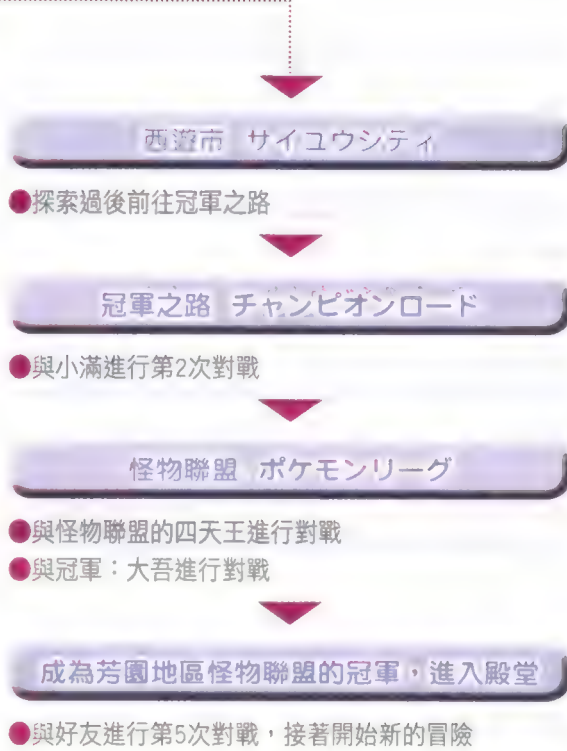 西遊市 サイユウシティ
●探索過後前往冠軍之路
冠軍之路 チャンピオンロード
●與小滿進行第2次對戰
怪物聯盟 ポケモンリーグ
●與怪物聯盟的四天王進行對戰
●與冠軍：大吾進行對戰
成為芳園地區怪物聯盟的冠軍，進入殿堂
●與好友進行第5次對戰，接著開始新的冒險